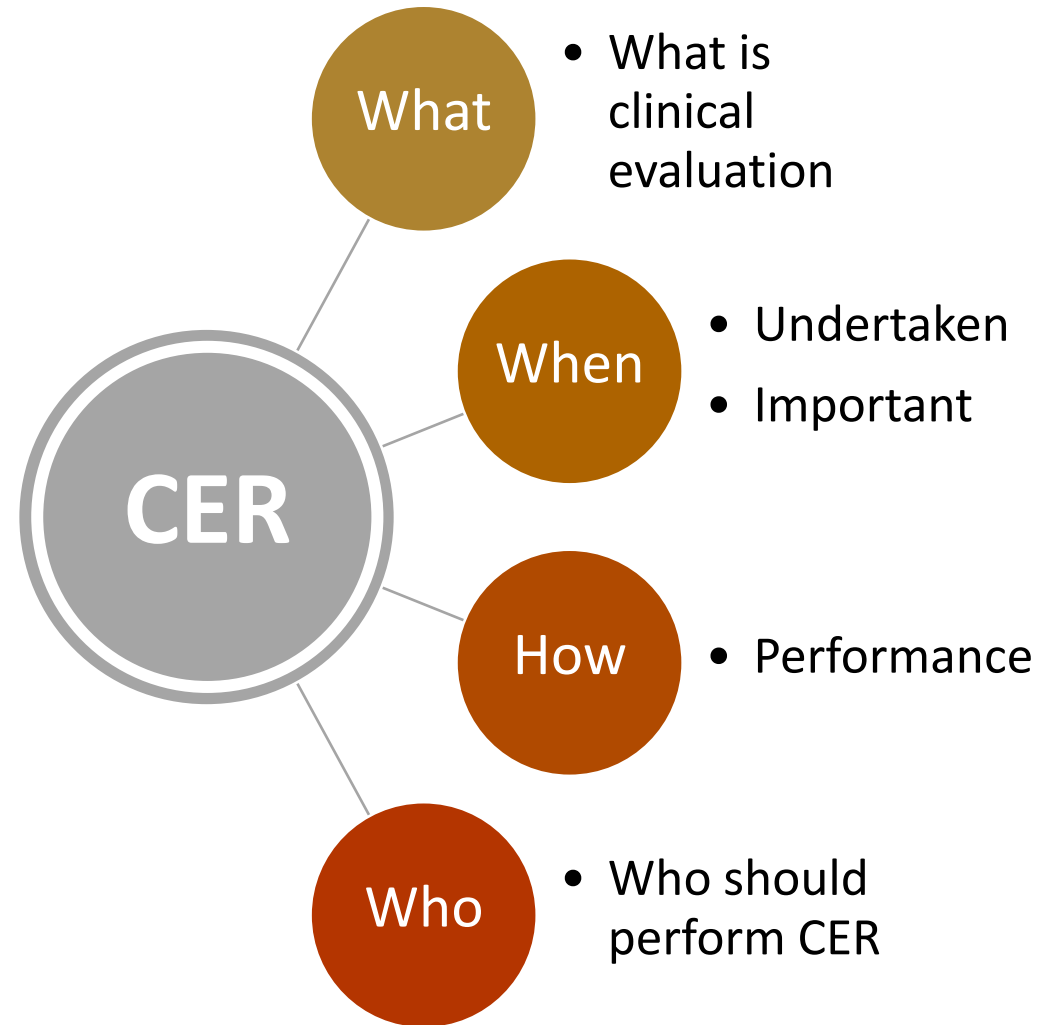 CER
What
• What is
clinical
evaluation
When
• Undertaken
• Important
How
• Performance
Who
• Who should
perform CER